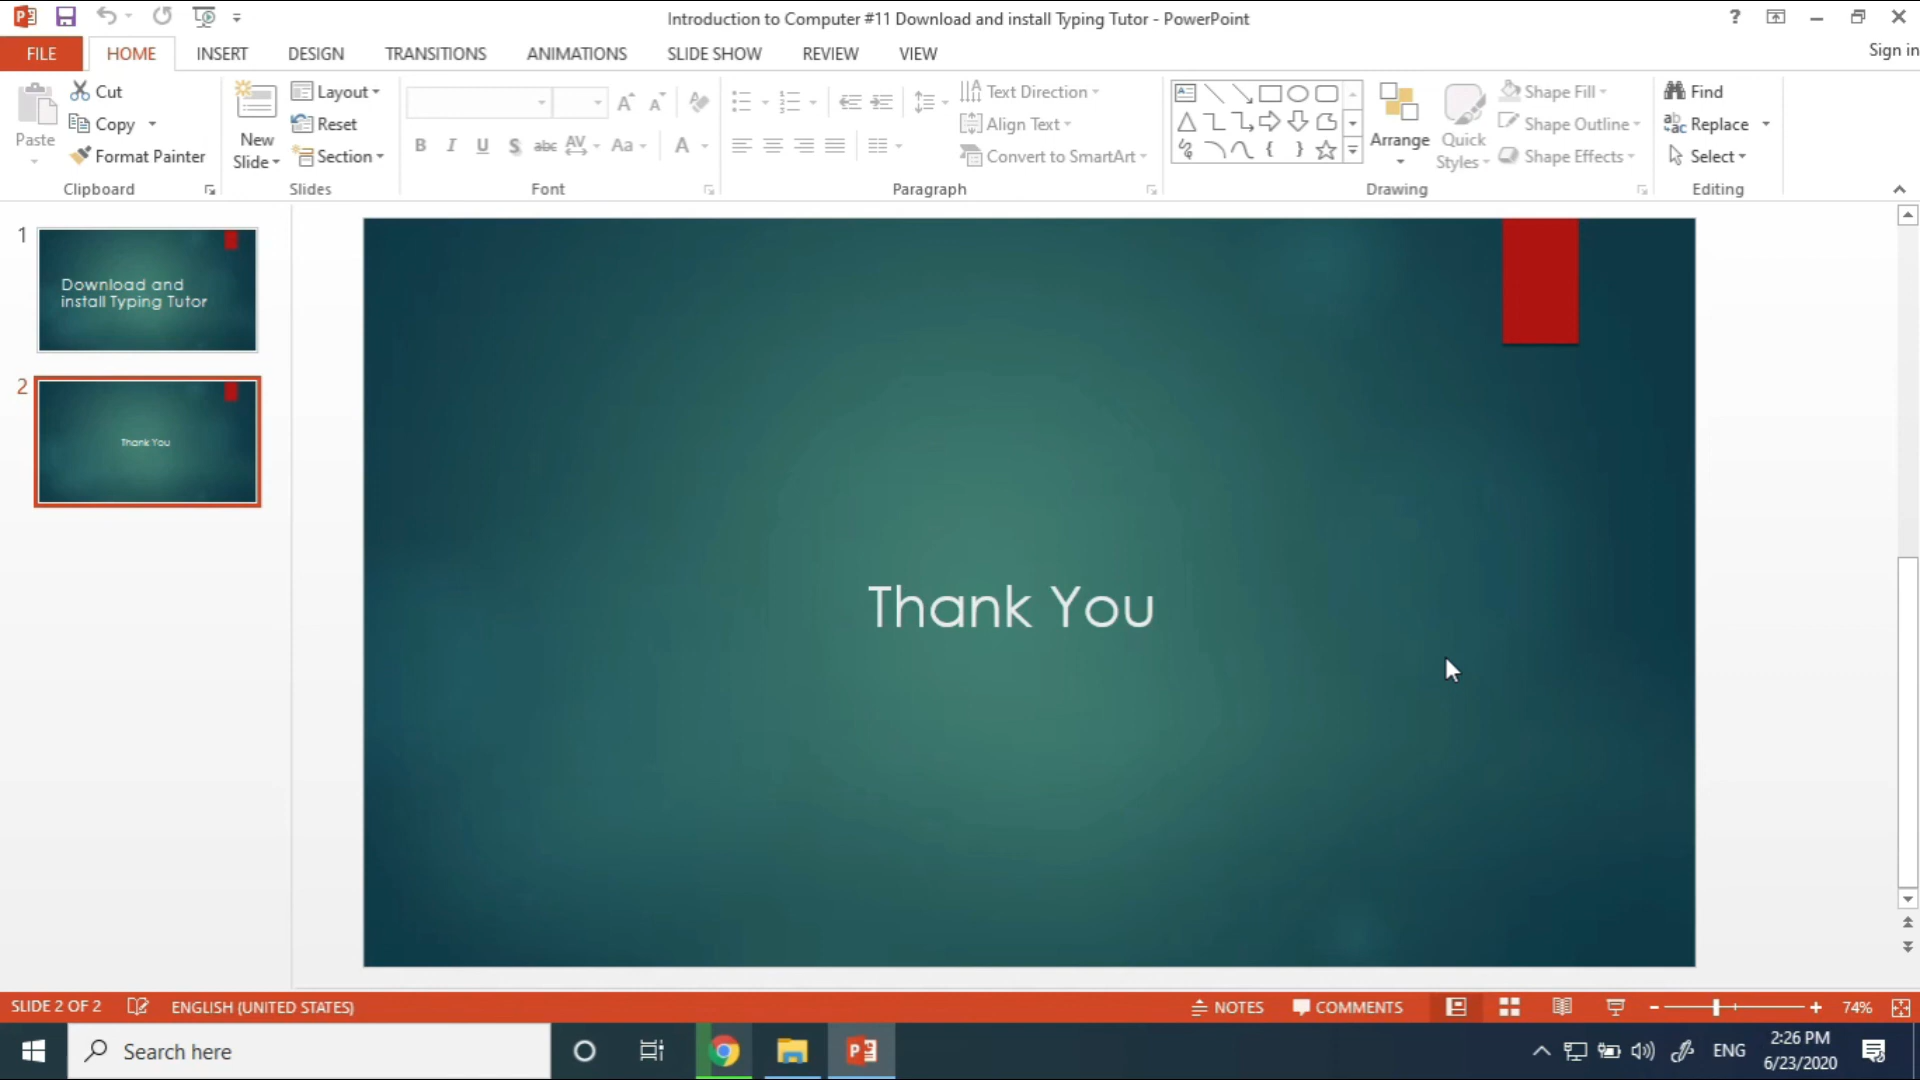 Introduction to Computer #11 Download and install Typing Tutor - PowerPoint
?
Sign in
FILE HOME INSERT DESIGN TRANSITIONS ANIMATIONS SLIDE SHOW REVIEW VIEW
Paste
Cut
Copy
Format Painter
Clipboard
New
Slide
Layout
Reset
Section
Slides
B I U S abc AV Aa A
Font
Text Direction
Align Text
Convert to SmartArt
Paragraph
Arrange
Quick
Styles
Shape Fill
Shape Outline
Shape Effects
Drawing
Find
Replace
Select
Editing
1
Download and
install Typing Tutor
2
Thank You
Thank You
SLIDE 2 OF 2 ENGLISH (UNITED STATES) NOTES COMMENTS 74%
Search here
ENG
2:26 PM
6/23/2020